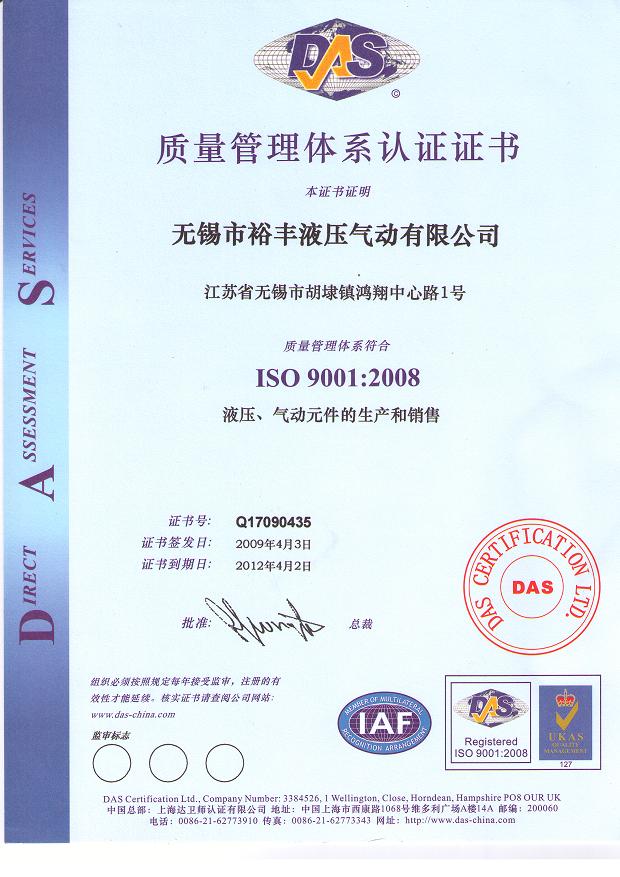 DAS
©
质量管理体系认证证书
本证书证明
无锡市裕丰液压气动有限公司
江苏省无锡市胡埭镇鸿翔中心路1号
质量管理体系符合
ISO 9001:2008
液压、气动元件的生产和销售
DIRECT ASSESSMENT SERVICES
证书号: Q17090435
证书签发日: 2009年4月3日
证书到期日: 2012年4月2日
批准:
总裁
DAS CERTIFICATION LTD.
DAS
组织必须按照规定每年接受监审，注册的有
效性才能延续。核实证书请查阅公司网站:
www.das-china.com
监审标志
MEMBER OF MULTILATERAL
IAF
RECOGNITION ARRANGEMENT
DAS
Registered
ISO 9001:2008
UKAS
QUALITY
MANAGEMENT
127
DAS Certification Ltd., Company Number: 3384526, 1 Wellington, Close, Horndean, Hampshire PO8 OUR UK
中国总部: 上海达卫师认证有限公司 地址: 中国上海市西康路1068号维多利广场A楼14A 邮编: 200060
电话: 0086-21-62773910 传真: 0086-21-62773343 网址: http://www.das-china.com